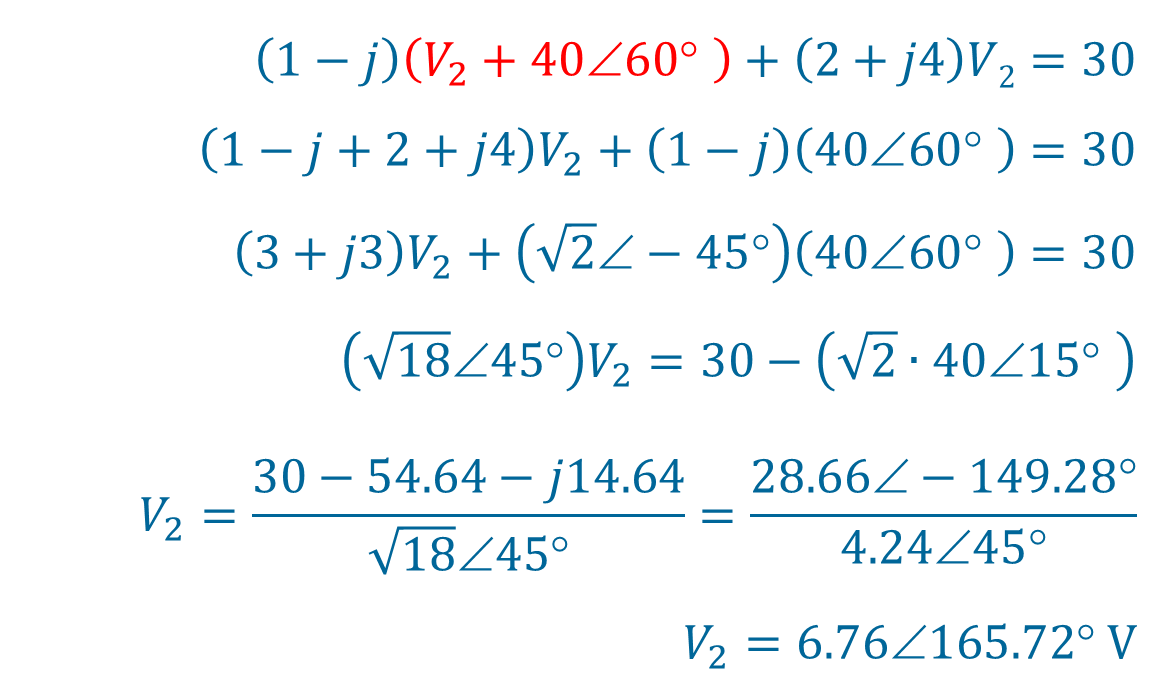 (1 − j)(V₂ + 40∠60° ) + (2 + j4)V₂ = 30
(1 − j + 2 + j4)V₂ + (1 − j)(40∠60° ) = 30
(3 + j3)V₂ + (√2∠ − 45°)(40∠60° ) = 30
(√18∠45°)V₂ = 30 − (√2 · 40∠15° )
V₂ = (30 − 54.64 − j14.64)/(√18∠45°) = (28.66∠ − 149.28°)/(4.24∠45°)
V₂ = 6.76∠165.72° V